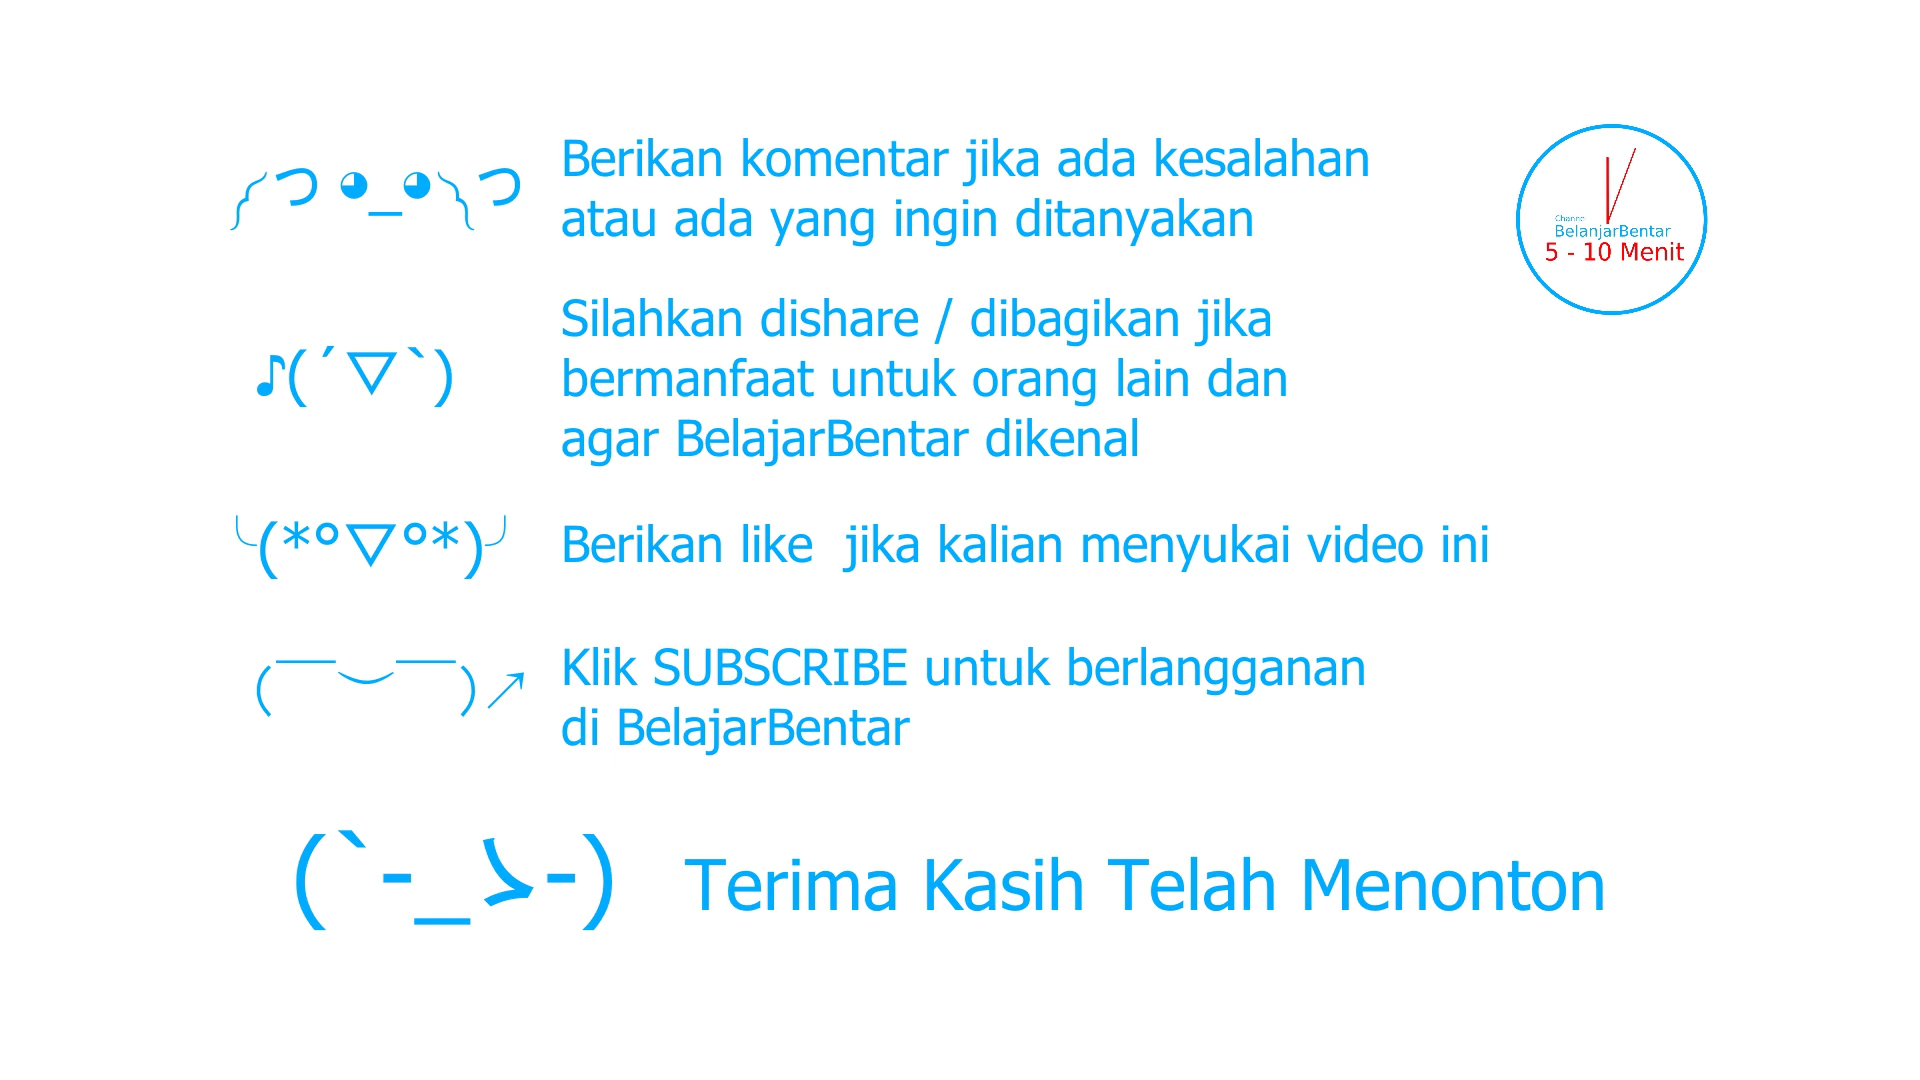 ༼つ ◕_◕༽つ
Berikan komentar jika ada kesalahan
atau ada yang ingin ditanyakan
Channe
BelanjarBentar
5 - 10 Menit
♪(´▽`)
Silahkan dishare / dibagikan jika
bermanfaat untuk orang lain dan
agar BelajarBentar dikenal
╰(*°▽°*)╯
Berikan like  jika kalian menyukai video ini
(￣︶￣)↗
Klik SUBSCRIBE untuk berlangganan
di BelajarBentar
(`-_っ-)
Terima Kasih Telah Menonton